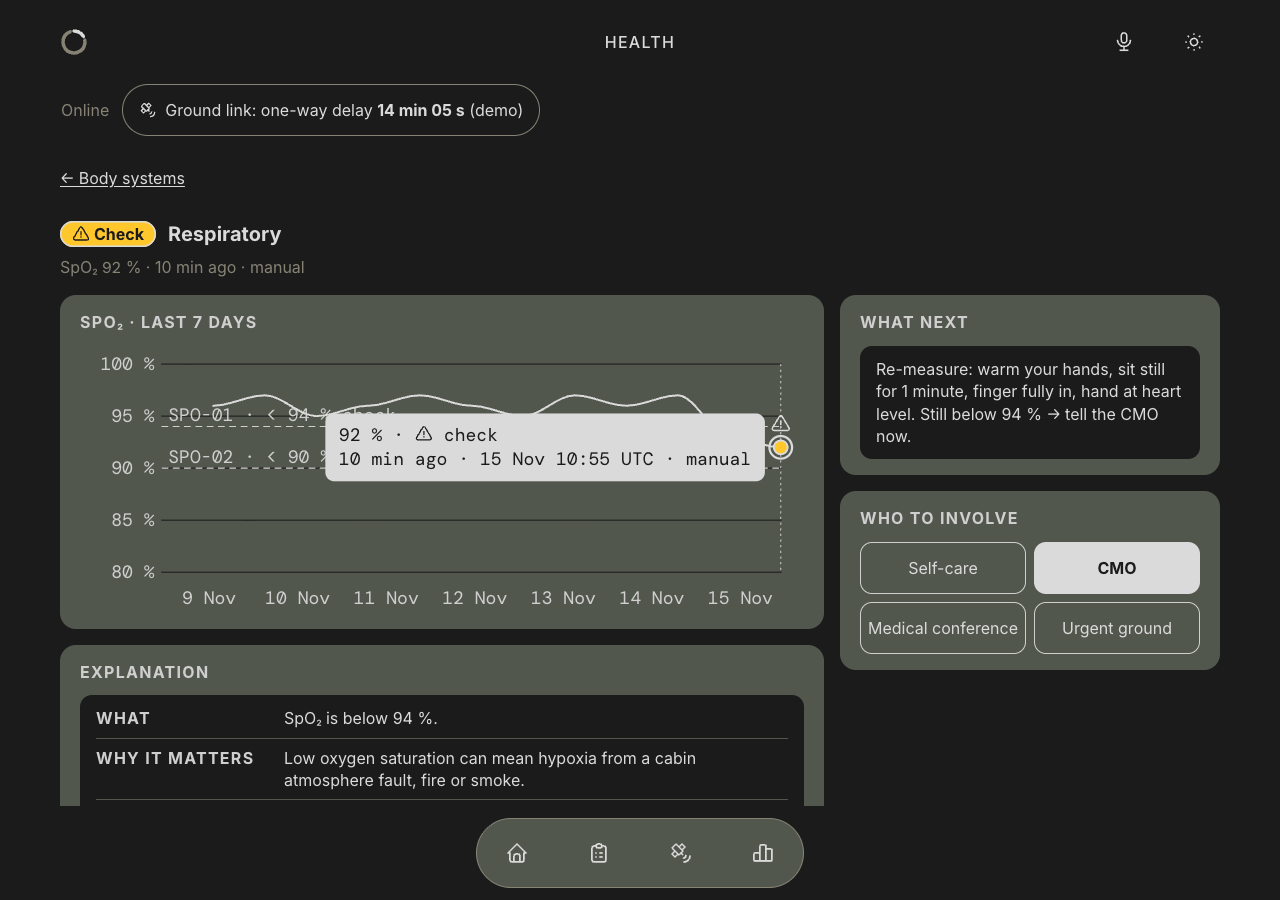 HEALTH
Online
Ground link: one-way delay 14 min 05 s (demo)
← Body systems
Check
Respiratory
SpO₂ 92 % · 10 min ago · manual
SPO₂ · LAST 7 DAYS
100 %
95 %
SPO-01 · < 94 % check
90 %
SPO-02 · < 90 %
92 % · ⚠ check
10 min ago · 15 Nov 10:55 UTC · manual
85 %
80 %
9 Nov 10 Nov 11 Nov 12 Nov 13 Nov 14 Nov 15 Nov
WHAT NEXT
Re-measure: warm your hands, sit still
for 1 minute, finger fully in, hand at heart
level. Still below 94 % → tell the CMO
now.
WHO TO INVOLVE
Self-care
CMO
Medical conference
Urgent ground
EXPLANATION
WHAT
SpO₂ is below 94 %.
WHY IT MATTERS
Low oxygen saturation can mean hypoxia from a cabin
atmosphere fault, fire or smoke.